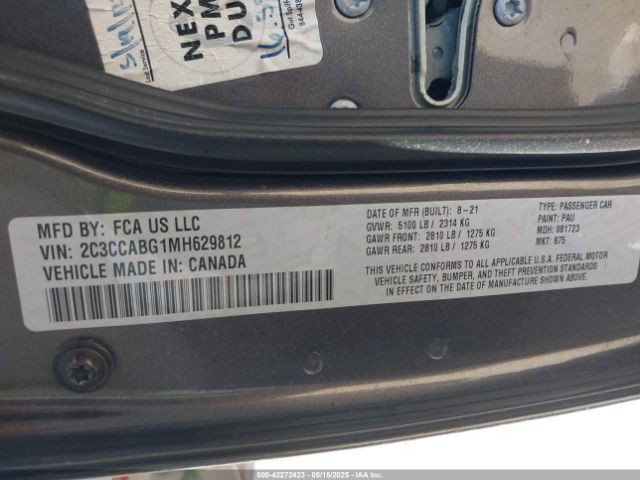 NEX
PM
DU
MFD BY: FCA US LLC
VIN: 2C3CCABG1MH629812
VEHICLE MADE IN: CANADA
DATE OF MFR (BUILT): 8-21
GVWR: 5100 LB / 2314 KG
GAWR FRONT: 2810 LB / 1275 KG
GAWR REAR: 2810 LB / 1275 KG
TYPE: PASSENGER CAR
PAINT: PAU
MDH: 081723
MKT: 875
THIS VEHICLE CONFORMS TO ALL APPLICABLE U.S.A. FEDERAL MOTOR
VEHICLE SAFETY, BUMPER, AND THEFT PREVENTION STANDARDS
IN EFFECT ON THE DATE OF MANUFACTURE SHOWN ABOVE.
000-42272423 - 05/15/2025 - IAA Inc. Copyright